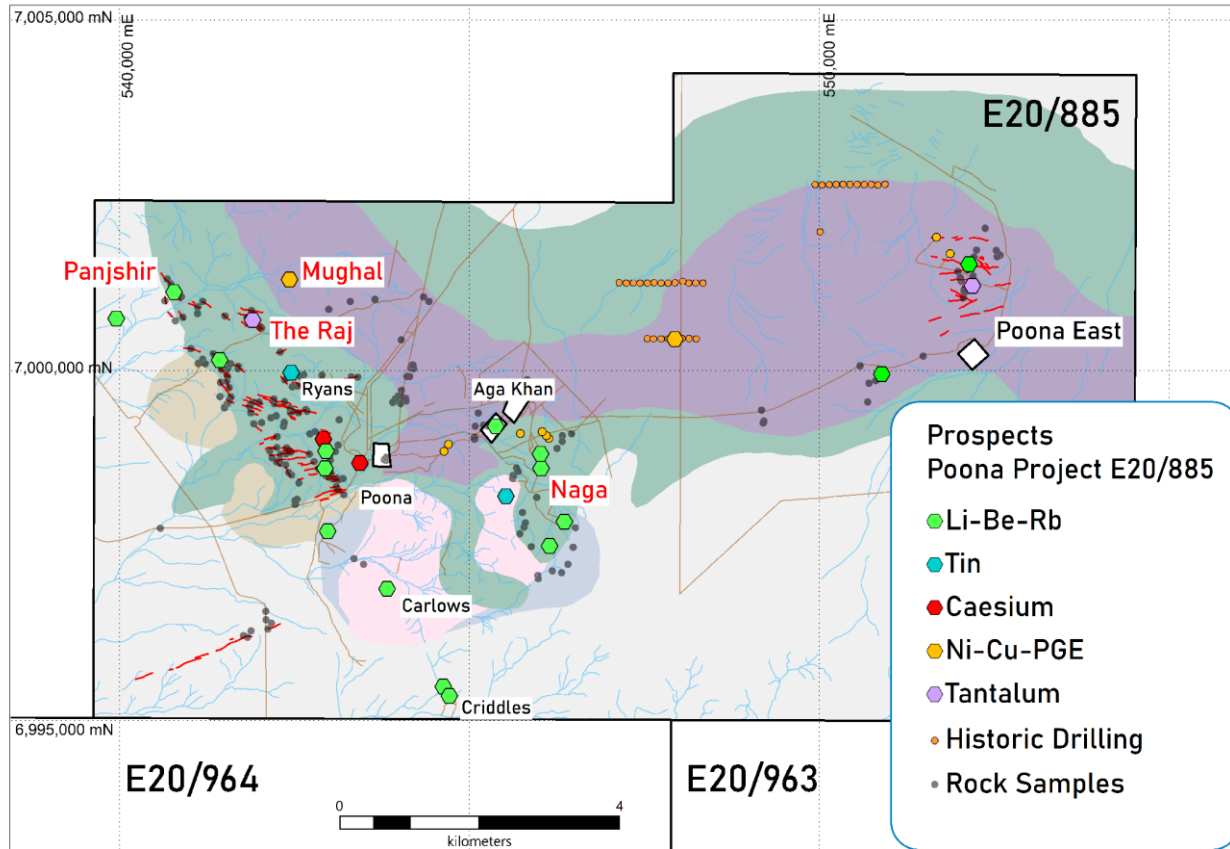 7,005,000 mN
540,000 mE
550,000 mE
E20/885
Panjshir
Mughal
The Raj
Ryans
Aga Khan
Poona East
7,000,000 mN
Naga
Poona
Carlows
Criddles
6,995,000 mN
E20/964
E20/963
0
4
kilometers
Prospects
Poona Project E20/885
Li-Be-Rb
Tin
Caesium
Ni-Cu-PGE
Tantalum
Historic Drilling
Rock Samples